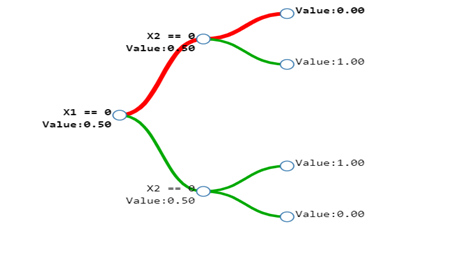 Value:0.00
X2 == 0
Value:0.50
Value:1.00
X1 == 0
Value:0.50
Value:1.00
X2 == 0
Value:0.50
Value:0.00